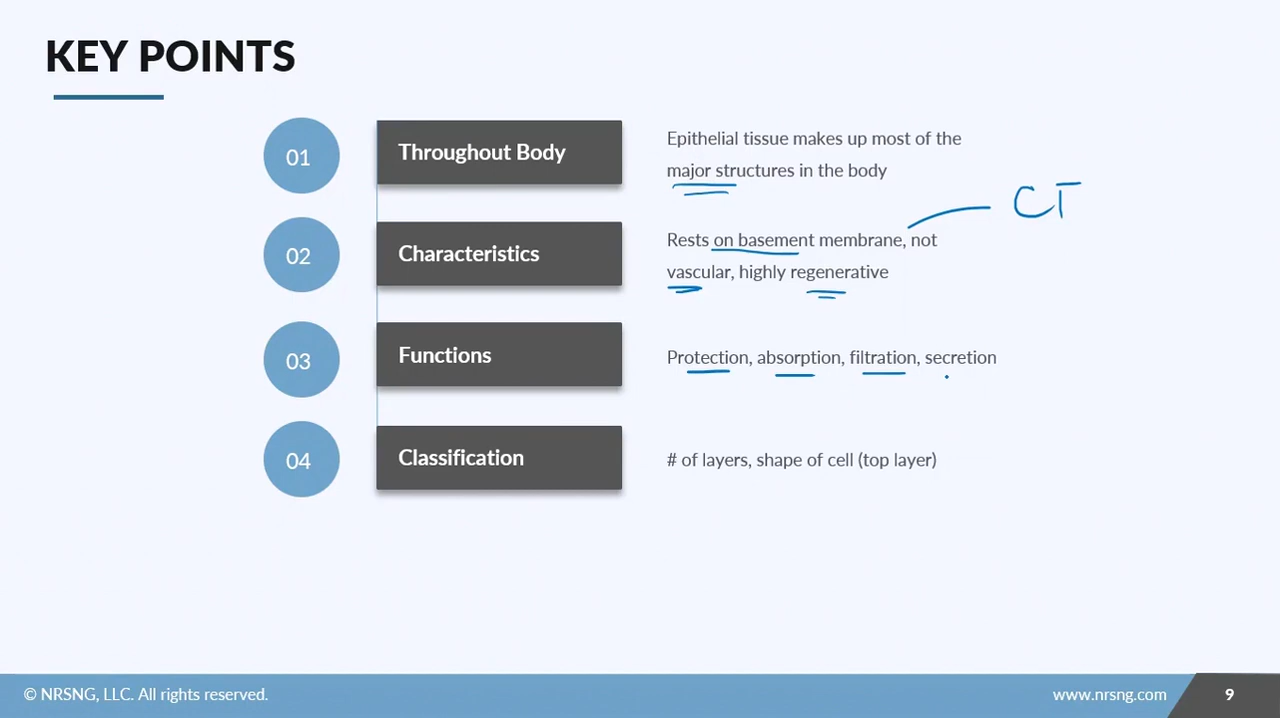 KEY POINTS
01
Throughout Body
Epithelial tissue makes up most of the
major structures in the body
CT
02
Characteristics
Rests on basement membrane, not
vascular, highly regenerative
03
Functions
Protection, absorption, filtration, secretion
04
Classification
# of layers, shape of cell (top layer)
© NRSNG, LLC. All rights reserved.
www.nrsng.com
9